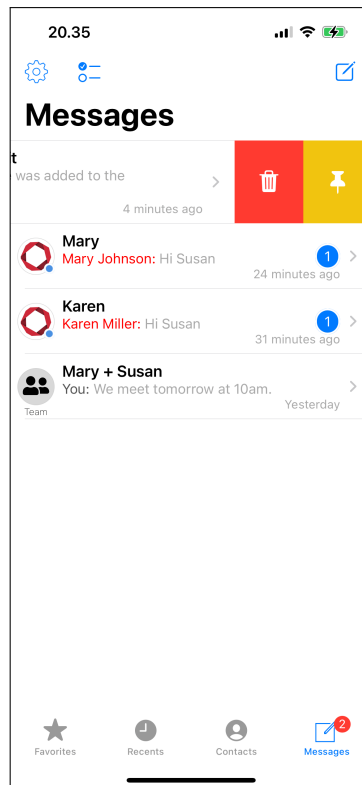 20.35
Messages
t
was added to the
4 minutes ago
Mary
Mary Johnson: Hi Susan
1
24 minutes ago
Karen
Karen Miller: Hi Susan
1
31 minutes ago
Mary + Susan
You: We meet tomorrow at 10am.
Team
Yesterday
2
Favorites Recents Contacts Messages